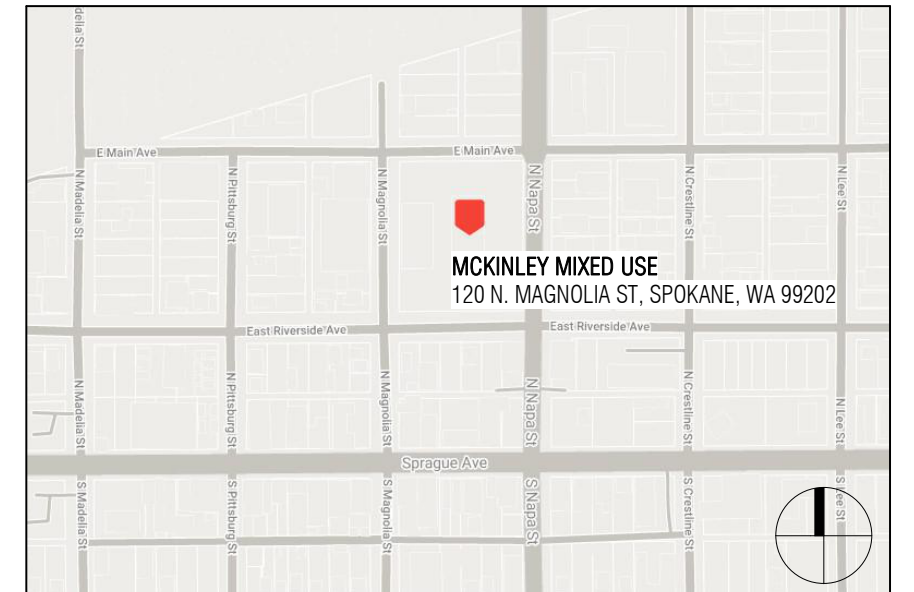 delia St
E Main Ave
E Main Ave
N Madelia St
N Pittsburg St
N Magnolia St
N Napa St
N Crestline St
N Lee St
MCKINLEY MIXED USE
120 N. MAGNOLIA ST, SPOKANE, WA 99202
East Riverside Ave
East Riverside Ave
N Madelia St
N Pittsburg St
N Magnolia St
N Napa St
N Crestline St
N Lee St
Sprague Ave
S Madelia St
S Pittsburg St
S Magnolia St
S Napa St
S Crestline St
S Lee St